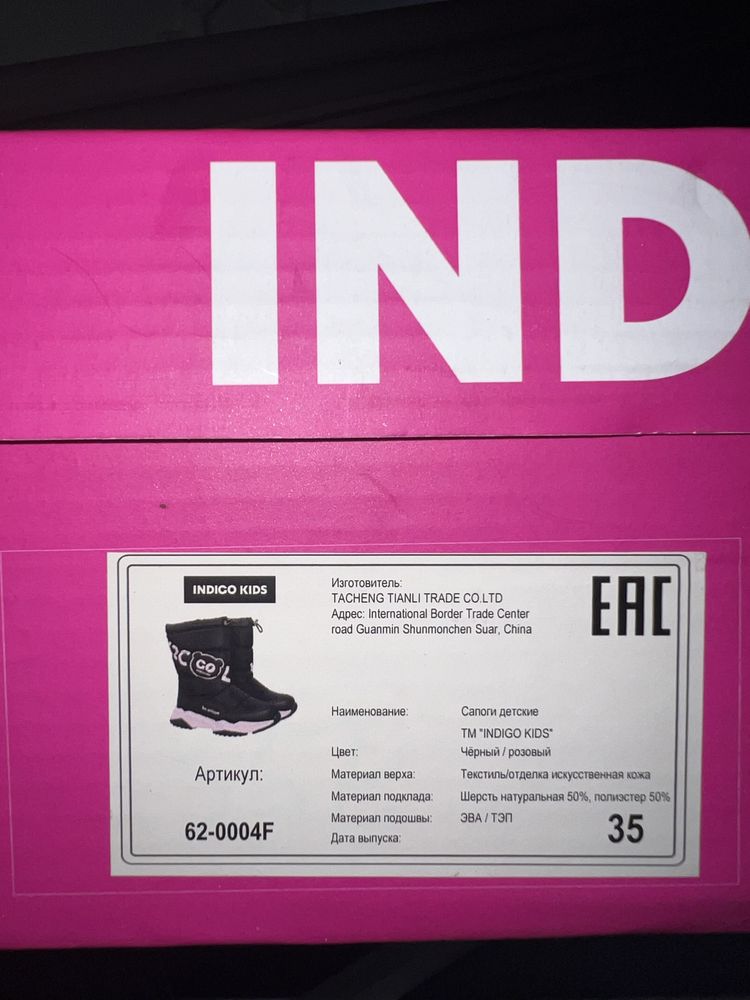 IND
INDIGO KIDS
Изготовитель:
TACHENG TIANLI TRADE CO.LTD
Адрес: International Border Trade Center
road Guanmin Shunmonchen Suar, China
EAC
Наименование: Сапоги детские
ТМ "INDIGO KIDS"
Цвет: Чёрный / розовый
Материал верха: Текстиль/отделка искусственная кожа
Материал подклада: Шерсть натуральная 50%, полиэстер 50%
Материал подошвы: ЭВА / ТЭП
Дата выпуска:
35
Артикул:
62-0004F